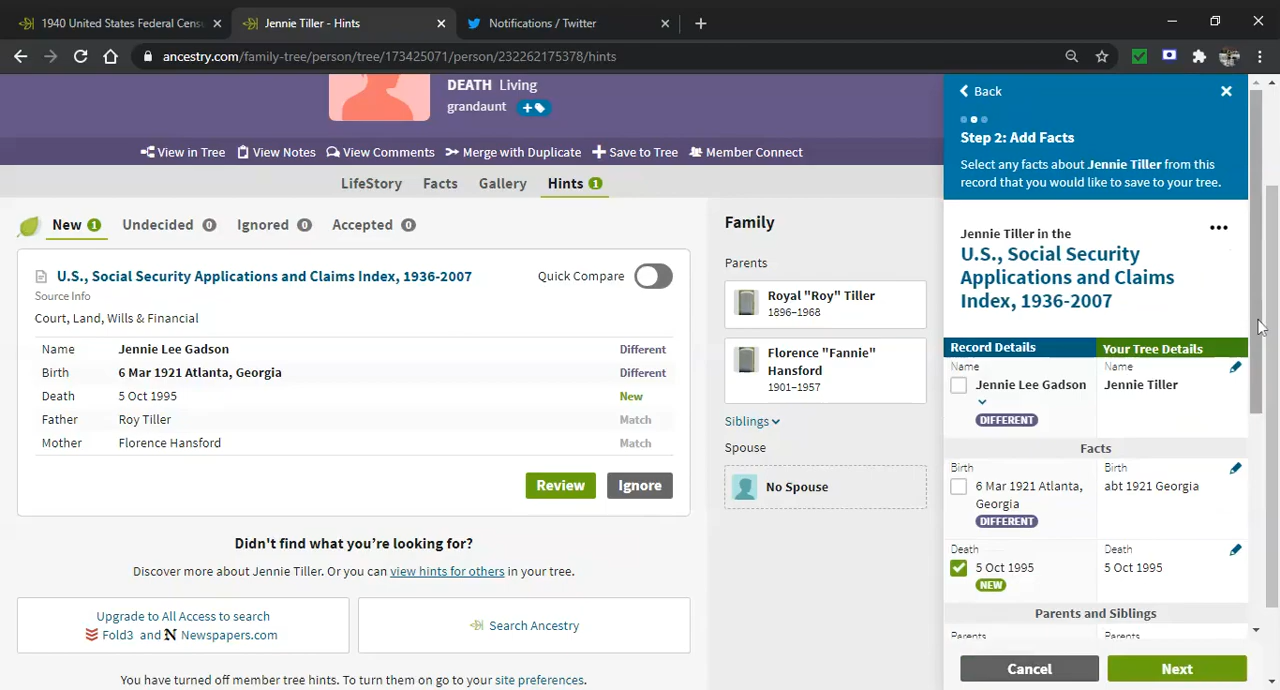 1940 United States Federal Censu
Jennie Tiller - Hints
Notifications / Twitter
ancestry.com/family-tree/person/tree/173425071/person/232262175378/hints
DEATH Living
grandaunt
View in Tree View Notes View Comments Merge with Duplicate Save to Tree Member Connect
LifeStory Facts Gallery Hints 1
New 1 Undecided 0 Ignored 0 Accepted 0
U.S., Social Security Applications and Claims Index, 1936-2007
Quick Compare
Source Info
Court, Land, Wills & Financial
Name Jennie Lee Gadson Different
Birth 6 Mar 1921 Atlanta, Georgia Different
Death 5 Oct 1995 New
Father Roy Tiller Match
Mother Florence Hansford Match
Review Ignore
Didn't find what you're looking for?
Discover more about Jennie Tiller. Or you can view hints for others in your tree.
Upgrade to All Access to search
Fold3 and Newspapers.com
Search Ancestry
You have turned off member tree hints. To turn them on go to your site preferences.
Family
Parents
Royal "Roy" Tiller
1896–1968
Florence "Fannie"
Hansford
1901–1957
Siblings
Spouse
No Spouse
Back
Step 2: Add Facts
Select any facts about Jennie Tiller from this
record that you would like to save to your tree.
Jennie Tiller in the
U.S., Social Security
Applications and Claims
Index, 1936-2007
Record Details Your Tree Details
Name Name
Jennie Lee Gadson Jennie Tiller
DIFFERENT
Facts
Birth Birth
6 Mar 1921 Atlanta, abt 1921 Georgia
Georgia
DIFFERENT
Death Death
5 Oct 1995 5 Oct 1995
NEW
Parents and Siblings
Parents Parents
Cancel Next